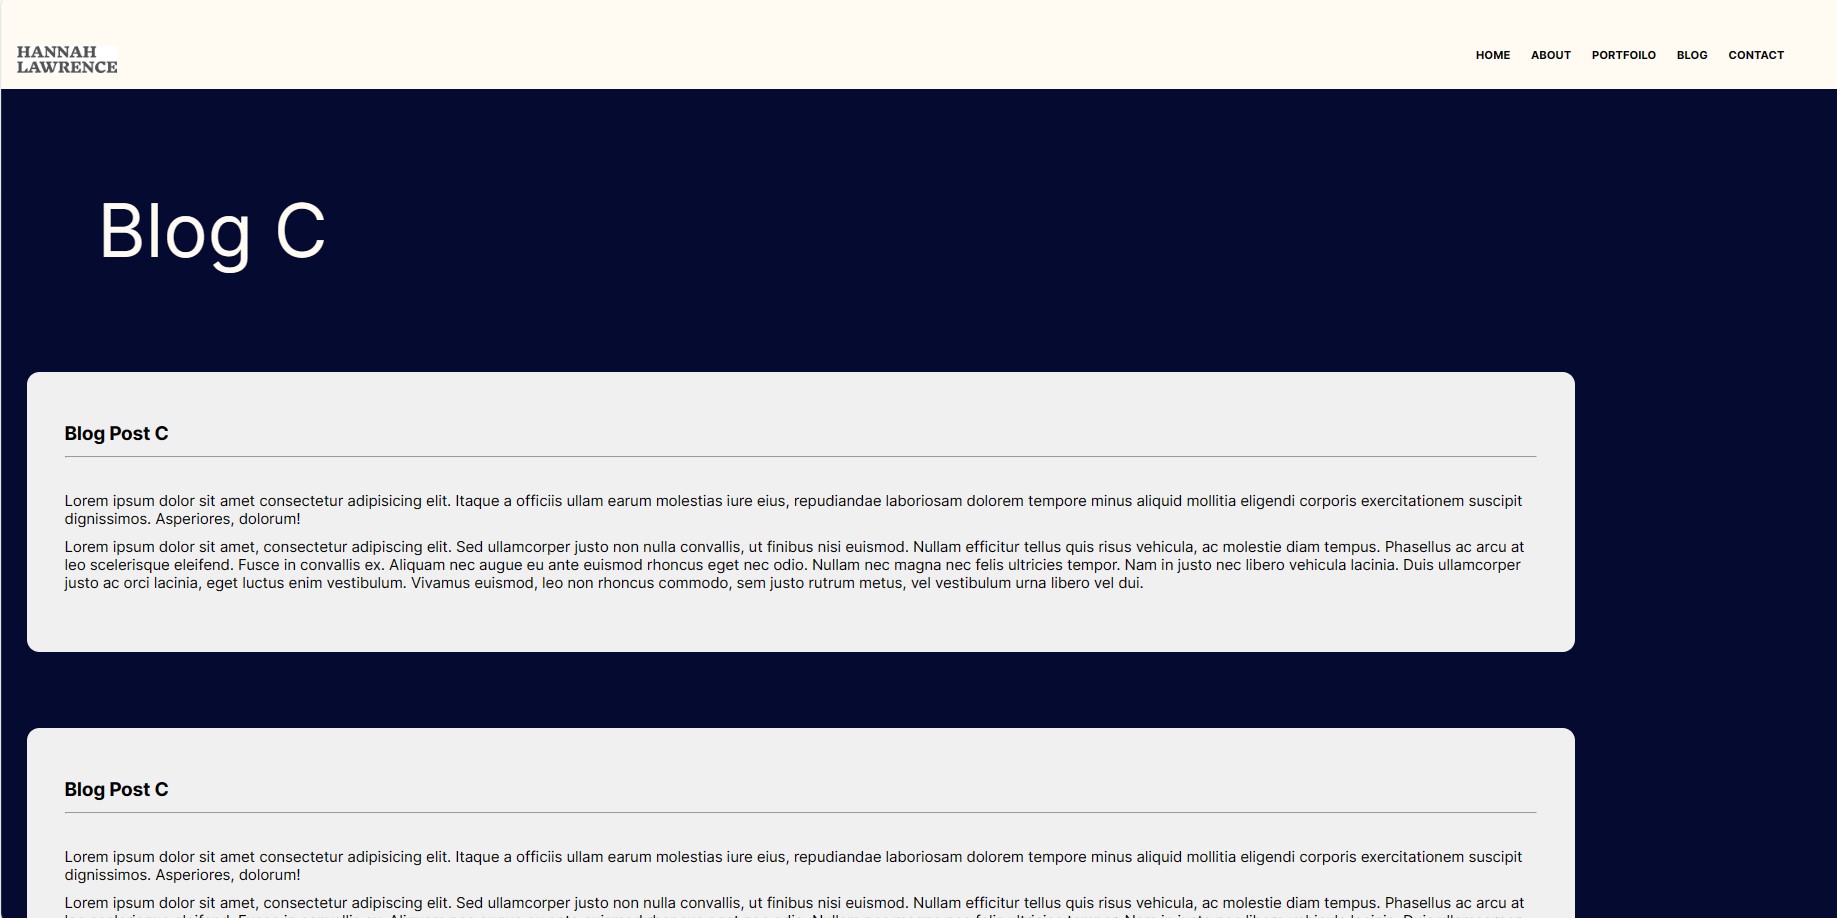 HANNAH
LAWRENCE
HOME ABOUT PORTFOILO BLOG CONTACT
Blog C
Blog Post C
Lorem ipsum dolor sit amet consectetur adipisicing elit. Itaque a officiis ullam earum molestias iure eius, repudiandae laboriosam dolorem tempore minus aliquid mollitia eligendi corporis exercitationem suscipit
dignissimos. Asperiores, dolorum!
Lorem ipsum dolor sit amet, consectetur adipiscing elit. Sed ullamcorper justo non nulla convallis, ut finibus nisi euismod. Nullam efficitur tellus quis risus vehicula, ac molestie diam tempus. Phasellus ac arcu at
leo scelerisque eleifend. Fusce in convallis ex. Aliquam nec augue eu ante euismod rhoncus eget nec odio. Nullam nec magna nec felis ultricies tempor. Nam in justo nec libero vehicula lacinia. Duis ullamcorper
justo ac orci lacinia, eget luctus enim vestibulum. Vivamus euismod, leo non rhoncus commodo, sem justo rutrum metus, vel vestibulum urna libero vel dui.
Blog Post C
Lorem ipsum dolor sit amet consectetur adipisicing elit. Itaque a officiis ullam earum molestias iure eius, repudiandae laboriosam dolorem tempore minus aliquid mollitia eligendi corporis exercitationem suscipit
dignissimos. Asperiores, dolorum!
Lorem ipsum dolor sit amet, consectetur adipiscing elit. Sed ullamcorper justo non nulla convallis, ut finibus nisi euismod. Nullam efficitur tellus quis risus vehicula, ac molestie diam tempus. Phasellus ac arcu at